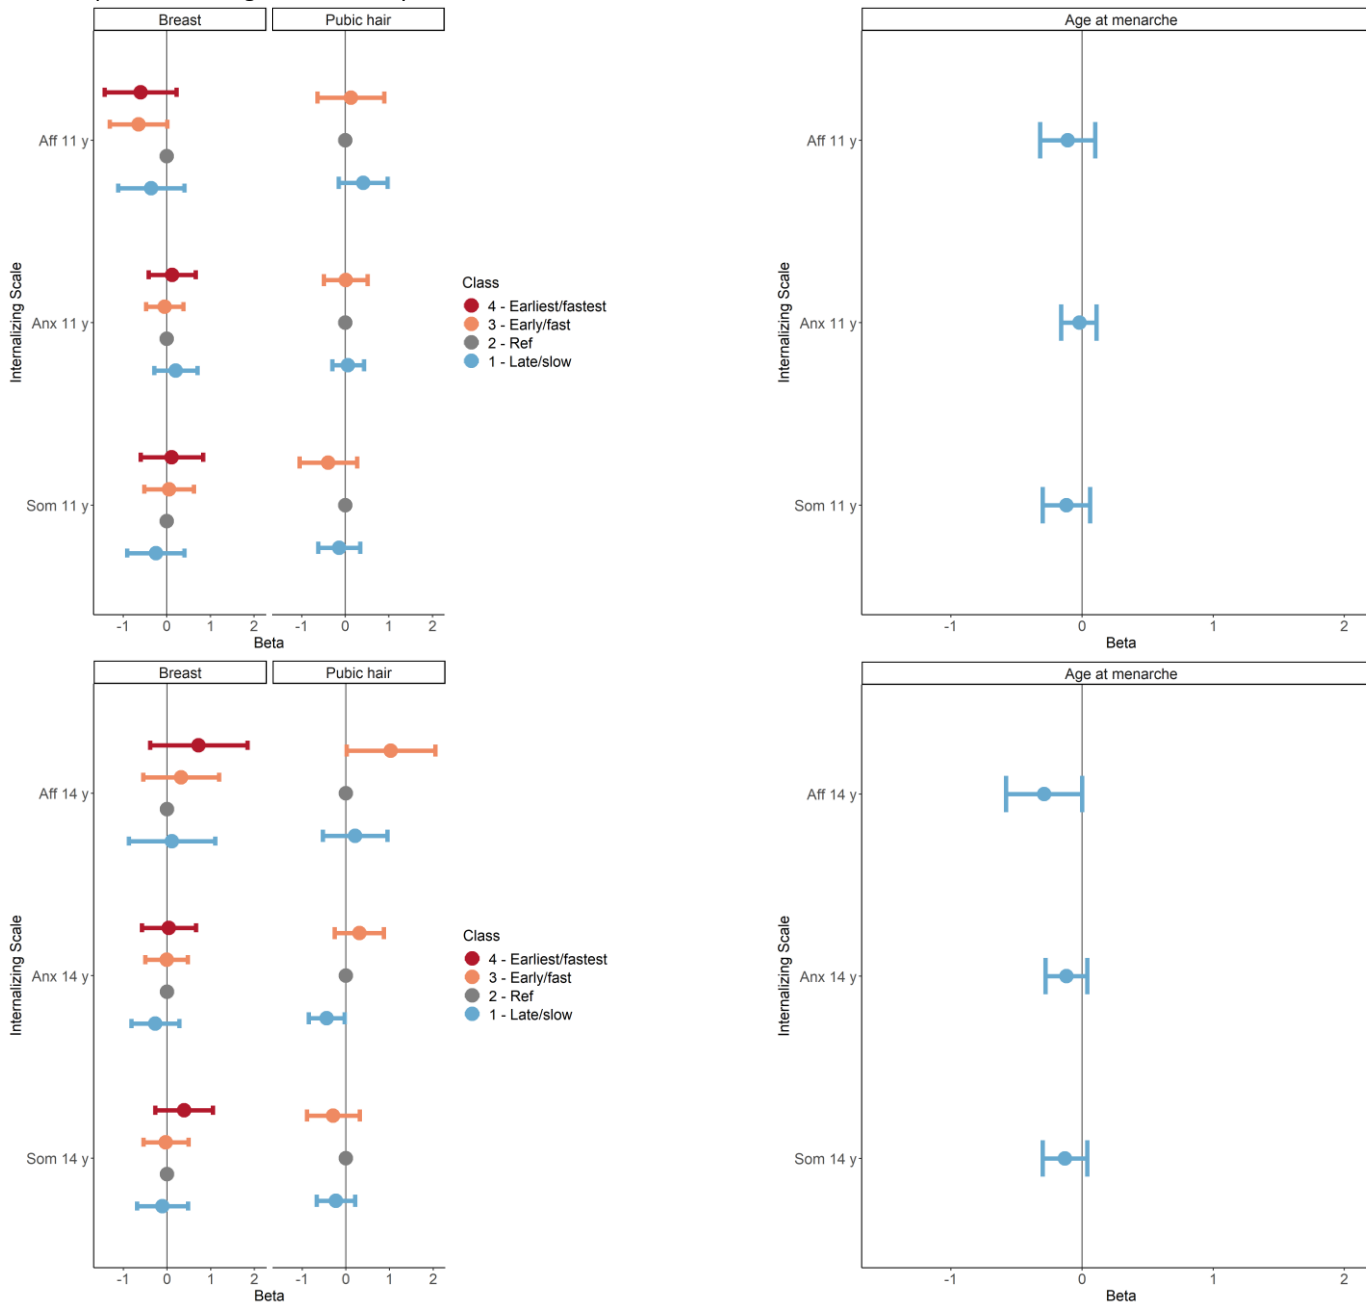 Breast
Pubic hair
Age at menarche
Internalizing Scale
Aff 11 y
Anx 11 y
Som 11 y
-1 0 1 2
-1 0 1 2
Beta
Class
4 - Earliest/fastest
3 - Early/fast
2 - Ref
1 - Late/slow
Internalizing Scale
Aff 11 y
Anx 11 y
Som 11 y
-1 0 1 2
Beta
Breast
Pubic hair
Age at menarche
Internalizing Scale
Aff 14 y
Anx 14 y
Som 14 y
-1 0 1 2
-1 0 1 2
Beta
Class
4 - Earliest/fastest
3 - Early/fast
2 - Ref
1 - Late/slow
Internalizing Scale
Aff 14 y
Anx 14 y
Som 14 y
-1 0 1 2
Beta